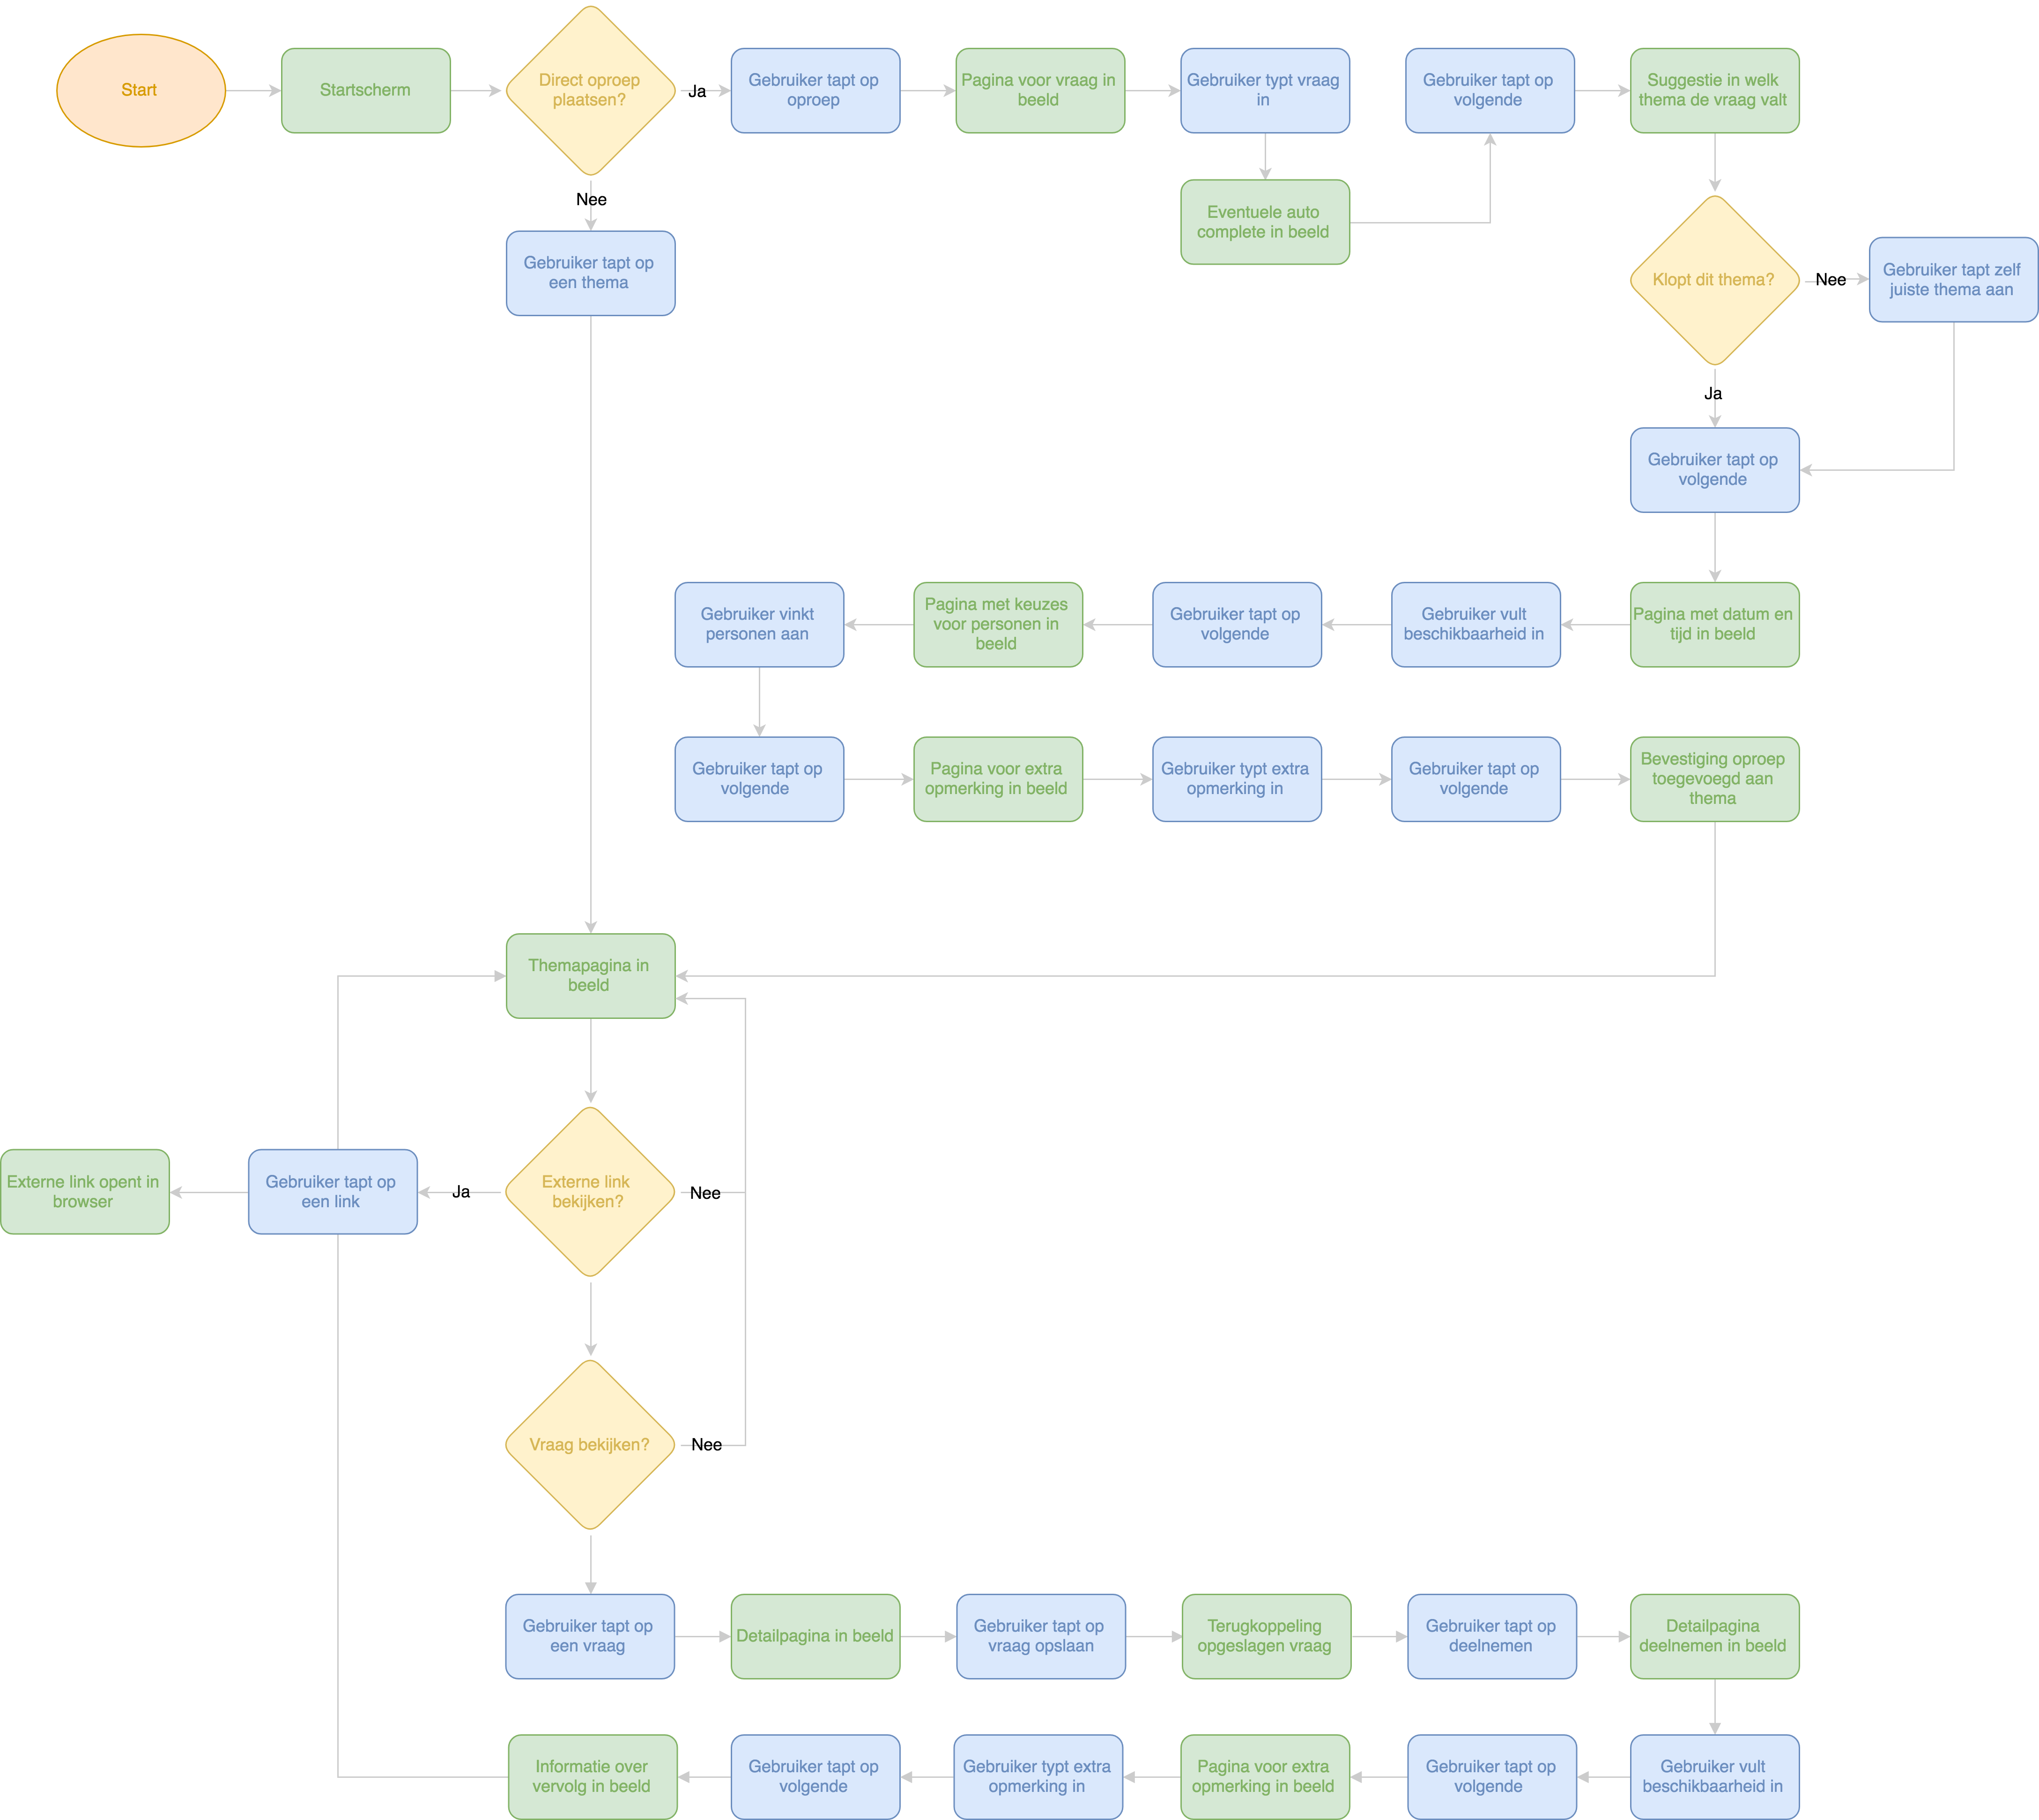 Start
Startscherm
Direct oproep
plaatsen?
Ja
Gebruiker tapt op
oproep
Pagina voor vraag in
beeld
Gebruiker typt vraag
in
Gebruiker tapt op
volgende
Suggestie in welk
thema de vraag valt
Nee
Eventuele auto
complete in beeld
Gebruiker tapt op
een thema
Klopt dit thema?
Nee
Gebruiker tapt zelf
juiste thema aan
Ja
Gebruiker tapt op
volgende
Gebruiker vinkt
personen aan
Pagina met keuzes
voor personen in
beeld
Gebruiker tapt op
volgende
Gebruiker vult
beschikbaarheid in
Pagina met datum en
tijd in beeld
Gebruiker tapt op
volgende
Pagina voor extra
opmerking in beeld
Gebruiker typt extra
opmerking in
Gebruiker tapt op
volgende
Bevestiging oproep
toegevoegd aan
thema
Themapagina in
beeld
Externe link opent in
browser
Gebruiker tapt op
een link
Ja
Externe link
bekijken?
Nee
Vraag bekijken?
Nee
Gebruiker tapt op
een vraag
Detailpagina in beeld
Gebruiker tapt op
vraag opslaan
Terugkoppeling
opgeslagen vraag
Gebruiker tapt op
deelnemen
Detailpagina
deelnemen in beeld
Informatie over
vervolg in beeld
Gebruiker tapt op
volgende
Gebruiker typt extra
opmerking in
Pagina voor extra
opmerking in beeld
Gebruiker tapt op
volgende
Gebruiker vult
beschikbaarheid in